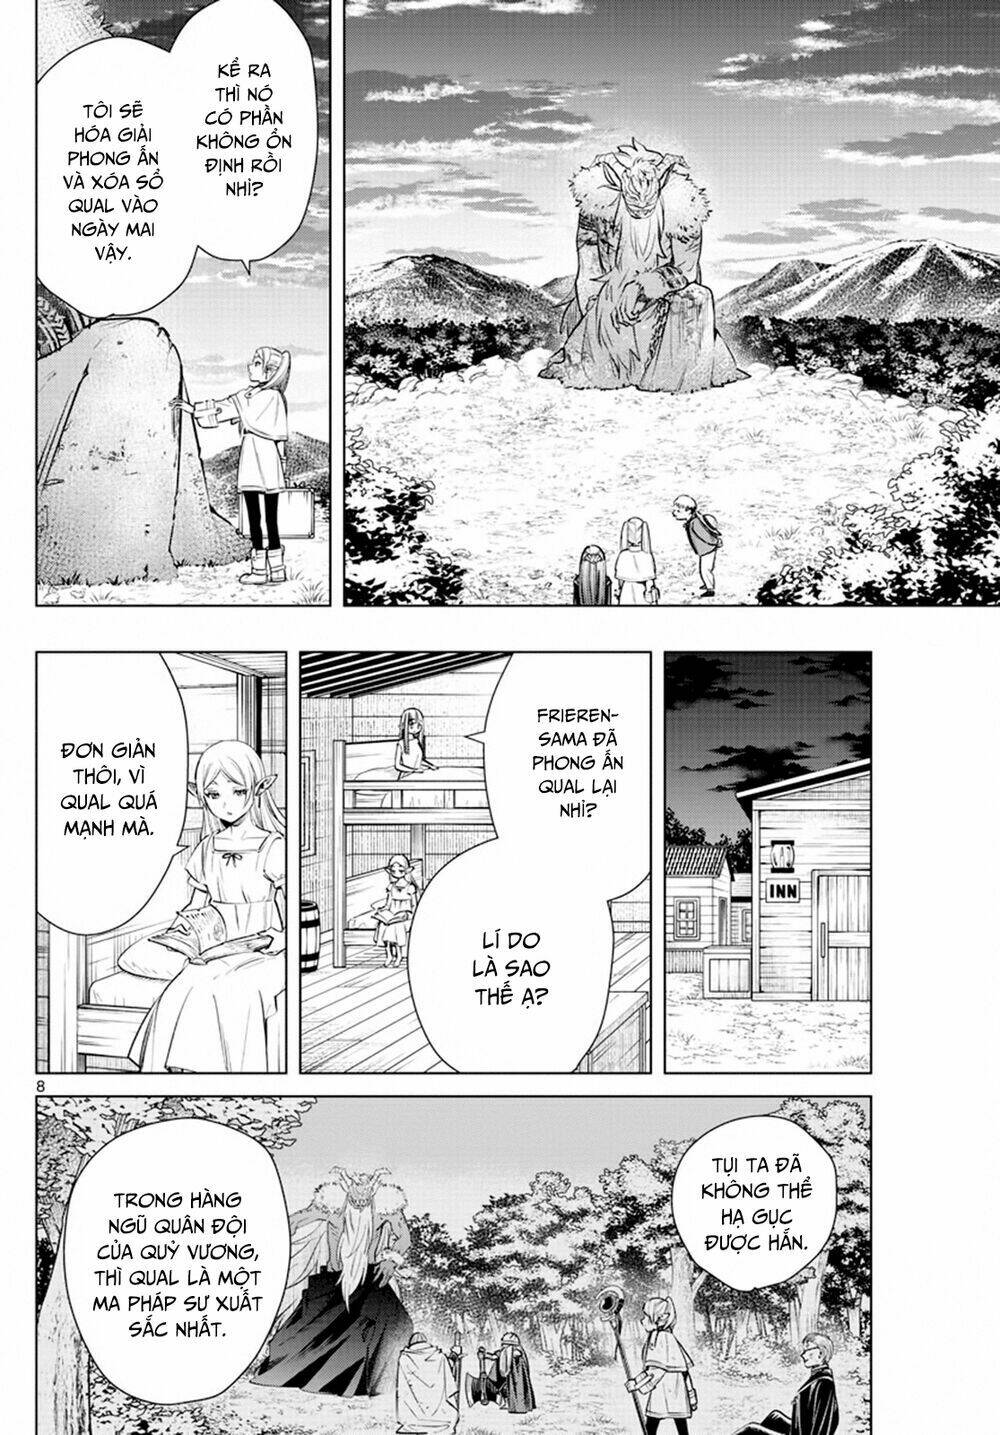 KỂ RA
THÌ NÓ
CÓ PHẦN
KHÔNG ỔN
ĐỊNH RỒI
NHỈ?
TÔI SẼ
HÓA GIẢI
PHONG ẤN
VÀ XÓA SỔ
QUAL VÀO
NGÀY MAI
VẬY.
INN
FRIEREN-
SAMA ĐÃ
PHONG ẤN
QUAL LẠI
NHỈ?
LÍ DO
LÀ SAO
THẾ Ạ?
ĐƠN GIẢN
THÔI, VÌ
QUAL QUÁ
MẠNH MÀ.
8
TỤI TA ĐÃ
KHÔNG THỂ
HẠ GỤC
ĐƯỢC HẮN.
TRONG HÀNG
NGŨ QUÂN ĐỘI
CỦA QUỶ VƯƠNG,
THÌ QUAL LÀ MỘT
MA PHÁP SƯ XUẤT
SẮC NHẤT.